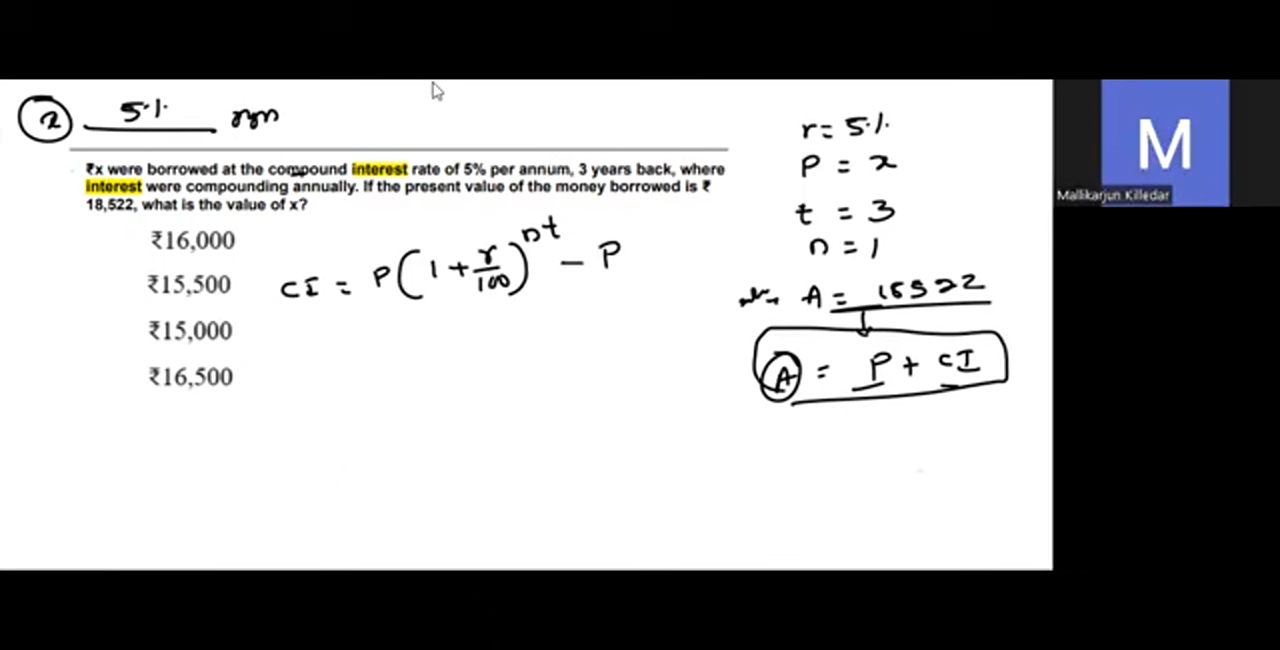 2 5%
₹x were borrowed at the compound interest rate of 5% per annum, 3 years back, where
interest were compounding annually. If the present value of the money borrowed is ₹
18,522, what is the value of x?
₹16,000
₹15,500
₹15,000
₹16,500
CI = P(1 + r/100)^nt - P
r = 5%
P = x
t = 3
n = 1
A = 18522
A = P + CI
M
Mallikarjun Killedar